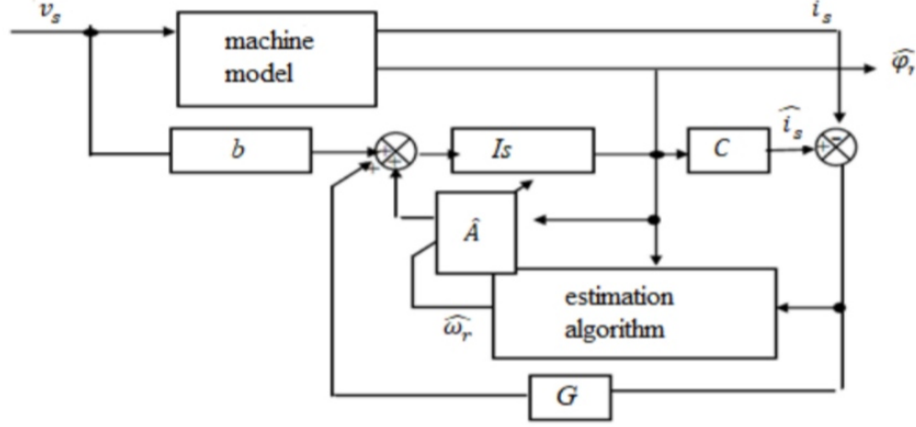 v_s
i_s
machine
model
φ̂_r
î_s
b
Is
C
+
+
+
+
-
Â
estimation
algorithm
ω̂_r
G